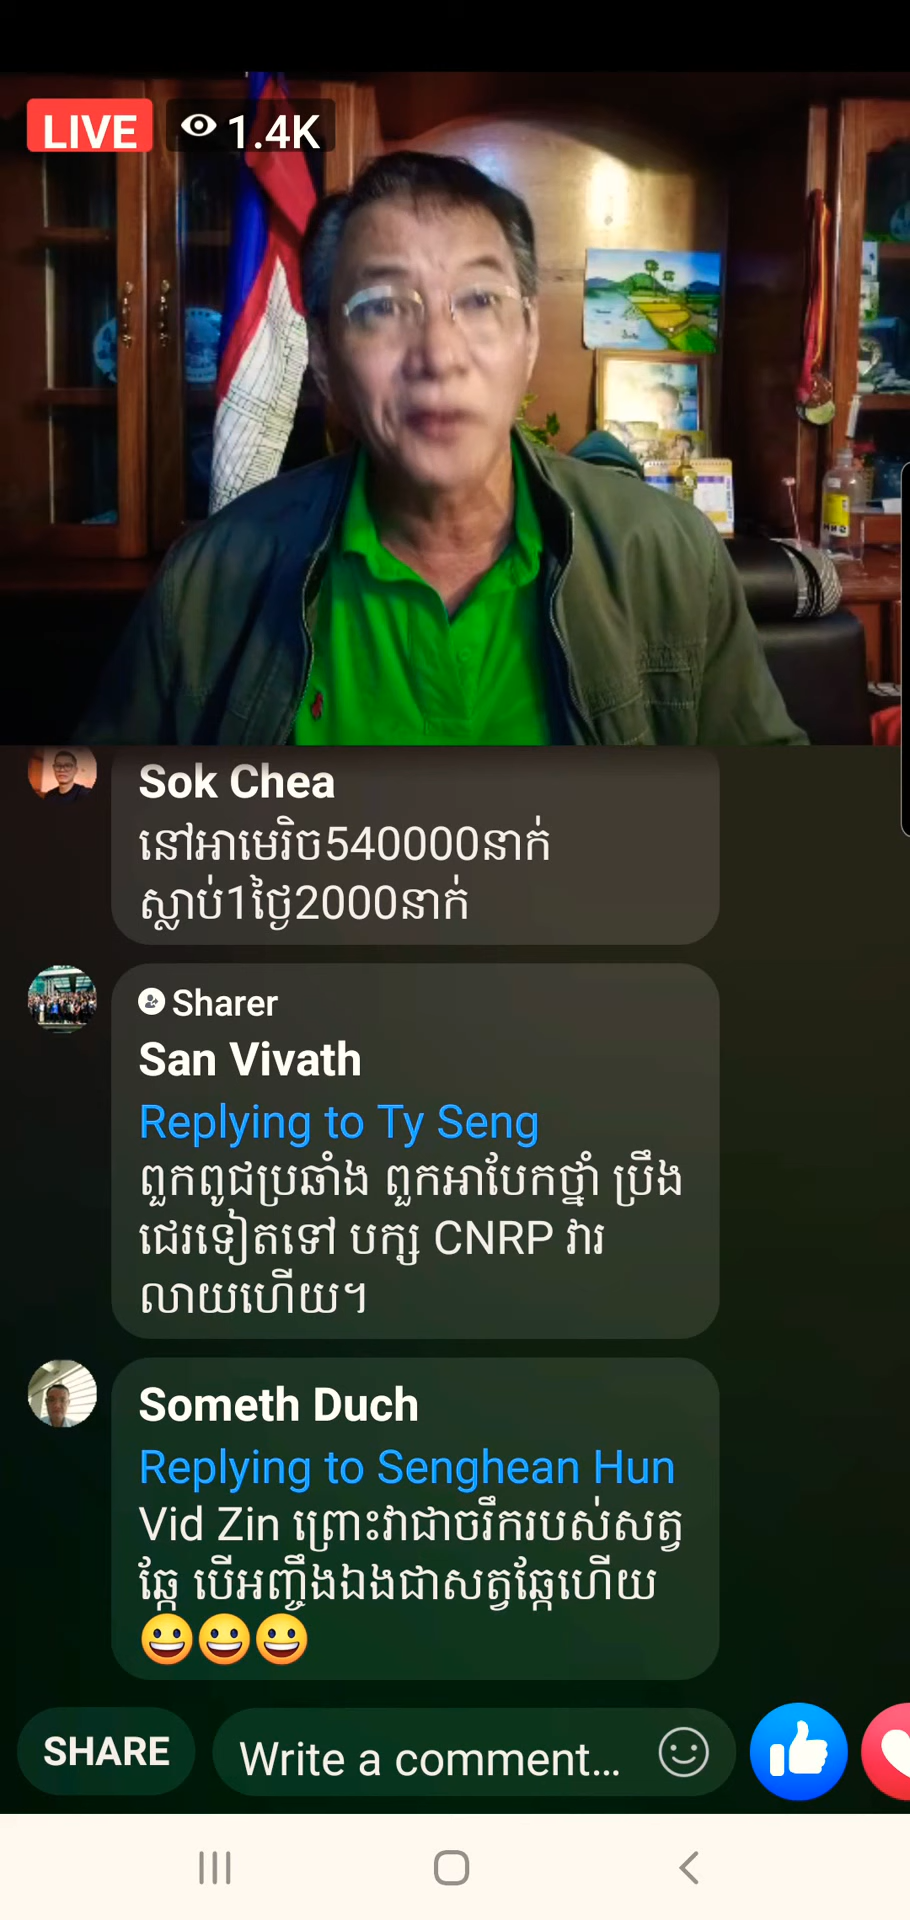 LIVE 1.4K
Sok Chea
នៅអាមេរិច540000នាក់
ស្លាប់1ថ្ងៃ2000នាក់
Sharer
San Vivath
Replying to Ty Seng
ពួកពូជប្រឆាំង ពួកអាបែកថ្នាំ ប្រឹង
ជេរទៀតទៅ បក្ស CNRP វារ
លាយហើយ។
Someth Duch
Replying to Senghean Hun
Vid Zin ព្រោះវាជាចរឹករបស់សត្វ
ឆ្កែ បើអញ្ចឹងឯងជាសត្វឆ្កែហើយ
😀😀😀
SHARE Write a comment...